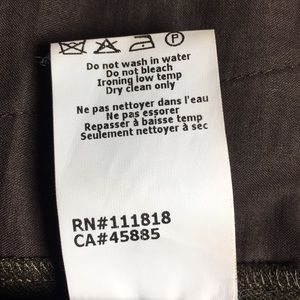 P
Do not wash in water
Do not bleach
Ironing low temp
Dry clean only
Ne pas nettoyer dans l'eau
Ne pas essorer
Repasser à baisse temp
Seulement nettoyer à sec
RN#111818
CA#45885